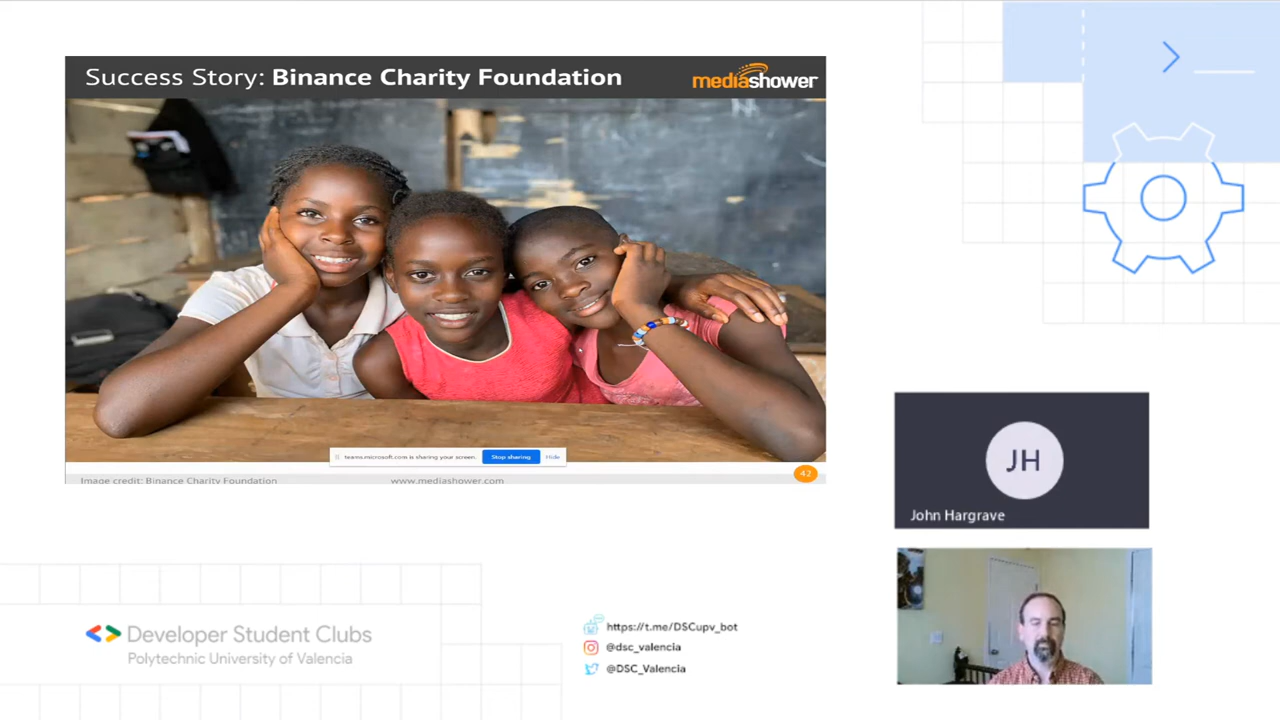 Success Story: Binance Charity Foundation
mediashower
teams.microsoft.com is sharing your screen.
Stop sharing
Hide
42
Image credit: Binance Charity Foundation
www.mediashower.com
JH
John Hargrave
Developer Student Clubs
Polytechnic University of Valencia
https://t.me/DSCupv_bot
@dsc_valencia
@DSC_Valencia